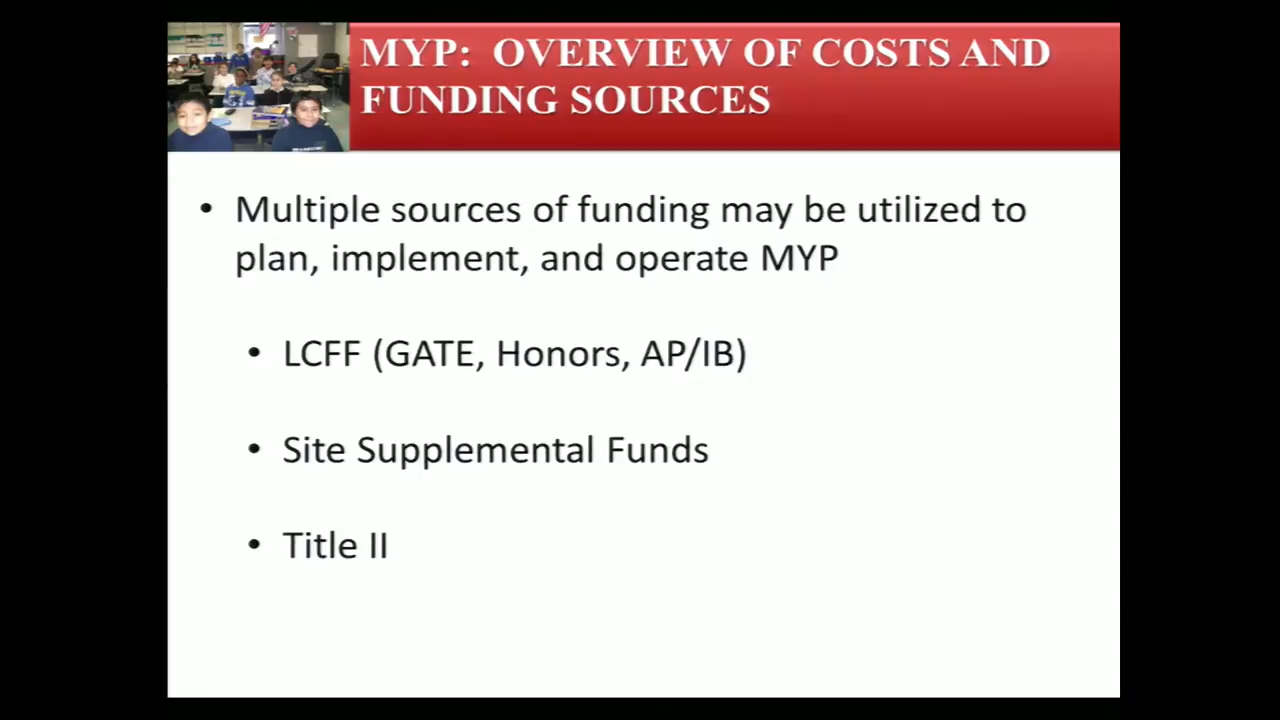 MYP: OVERVIEW OF COSTS AND
FUNDING SOURCES
• Multiple sources of funding may be utilized to
plan, implement, and operate MYP
• LCFF (GATE, Honors, AP/IB)
• Site Supplemental Funds
• Title II